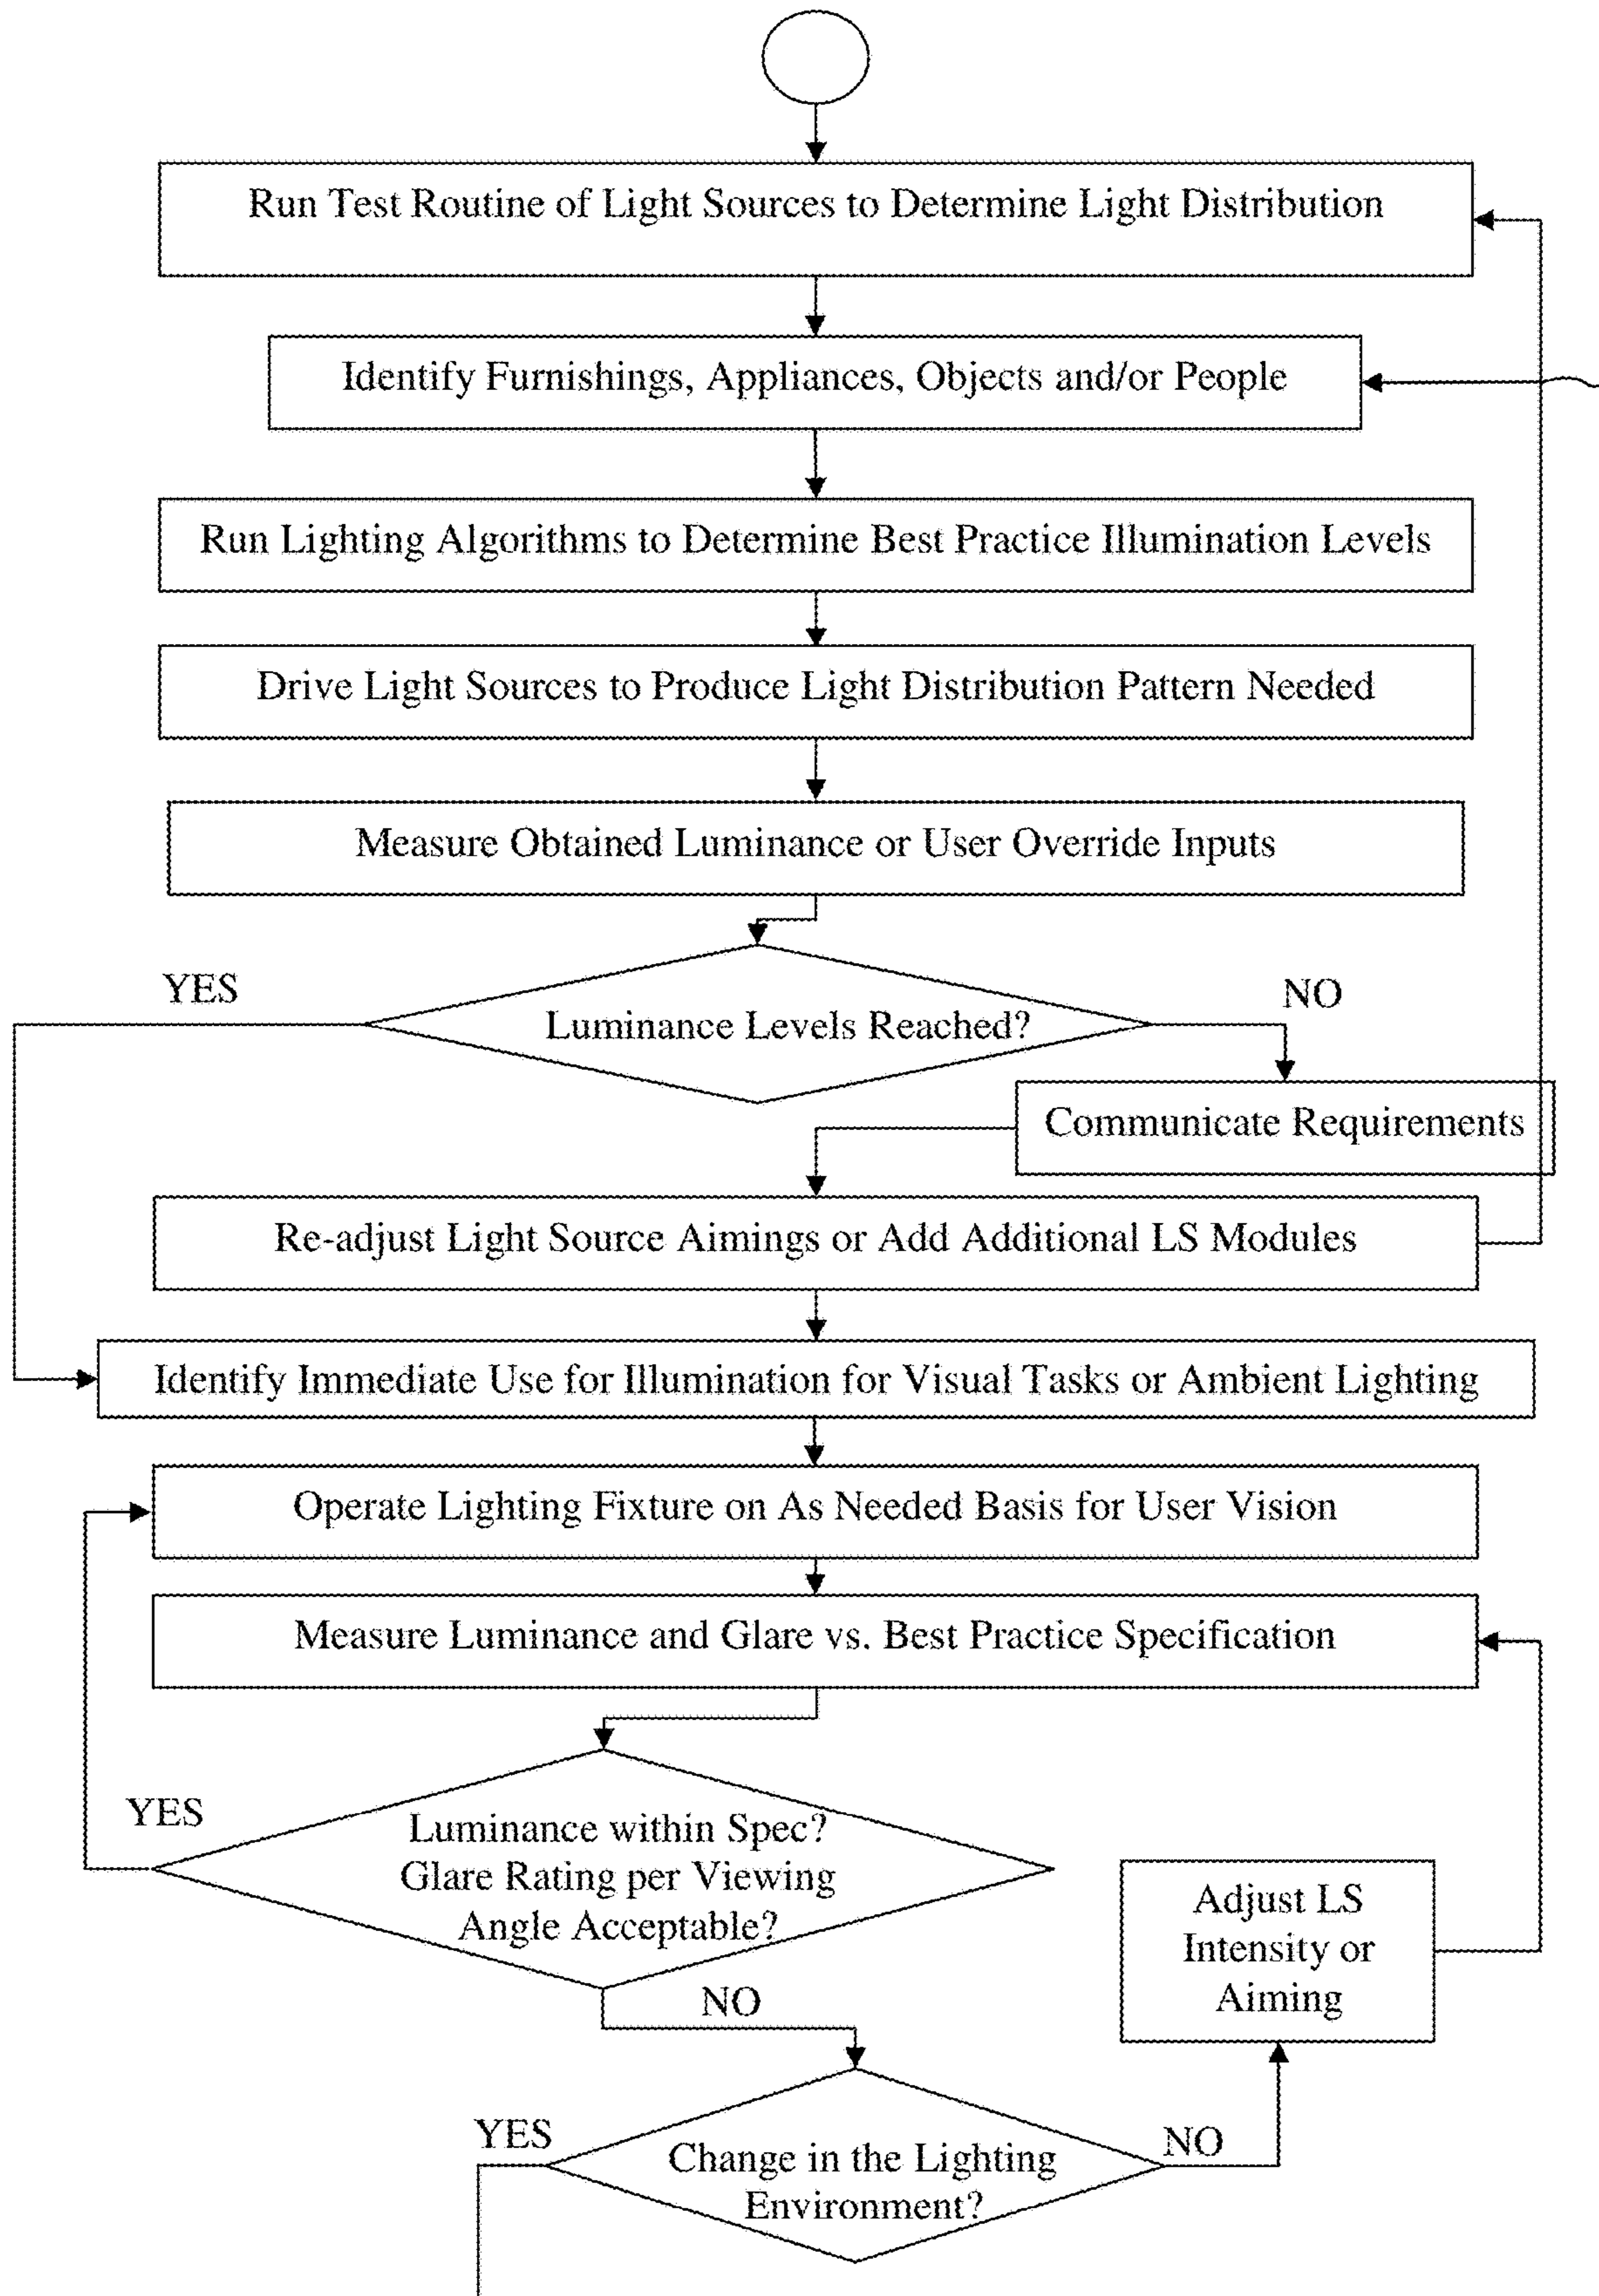 Run Test Routine of Light Sources to Determine Light Distribution
Identify Furnishings, Appliances, Objects and/or People
Run Lighting Algorithms to Determine Best Practice Illumination Levels
Drive Light Sources to Produce Light Distribution Pattern Needed
Measure Obtained Luminance or User Override Inputs
YES
NO
Luminance Levels Reached?
Communicate Requirements
Re-adjust Light Source Aimings or Add Additional LS Modules
Identify Immediate Use for Illumination for Visual Tasks or Ambient Lighting
Operate Lighting Fixture on As Needed Basis for User Vision
Measure Luminance and Glare vs. Best Practice Specification
YES
Luminance within Spec?
Glare Rating per Viewing
Angle Acceptable?
Adjust LS
Intensity or
Aiming
NO
YES
NO
Change in the Lighting
Environment?